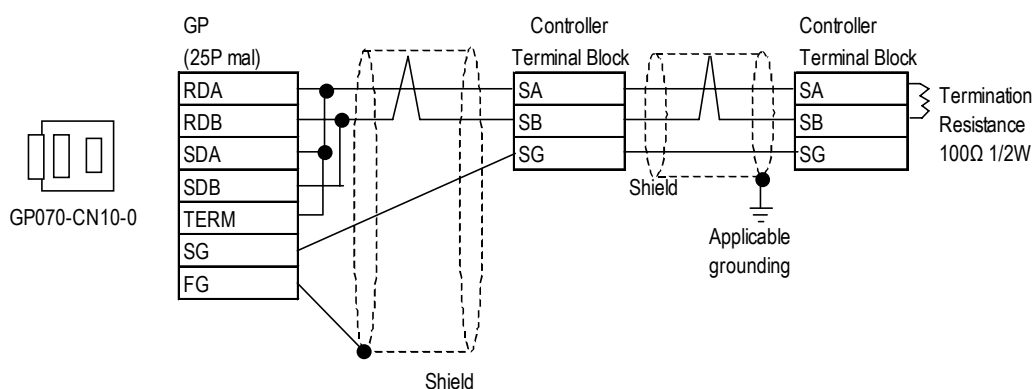 GP
(25P mal)
RDA
RDB
SDA
SDB
TERM
SG
FG
GP070-CN10-0
Shield
Controller
Terminal Block
SA
SB
SG
Shield
Applicable
grounding
Controller
Terminal Block
SA
SB
SG
Termination
Resistance
100Ω 1/2W